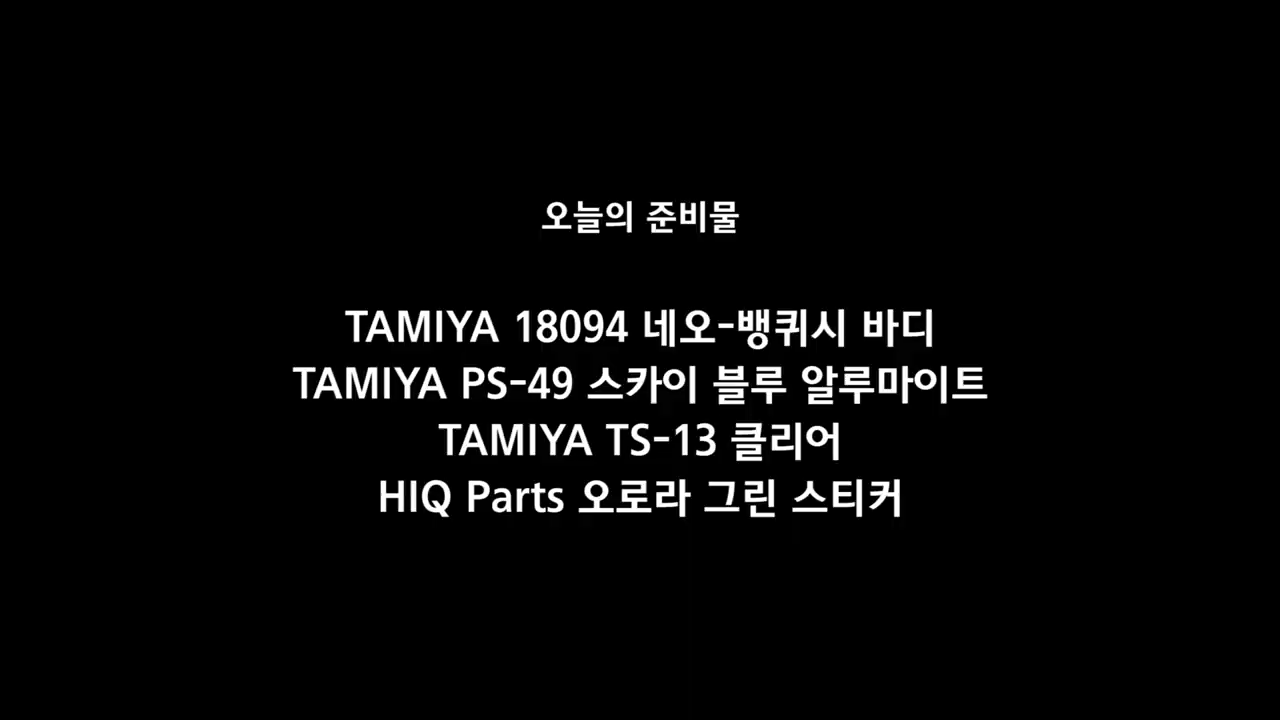 오늘의 준비물
TAMIYA 18094 네오-뱅퀴시 바디
TAMIYA PS-49 스카이 블루 알루마이트
TAMIYA TS-13 클리어
HIQ Parts 오로라 그린 스티커